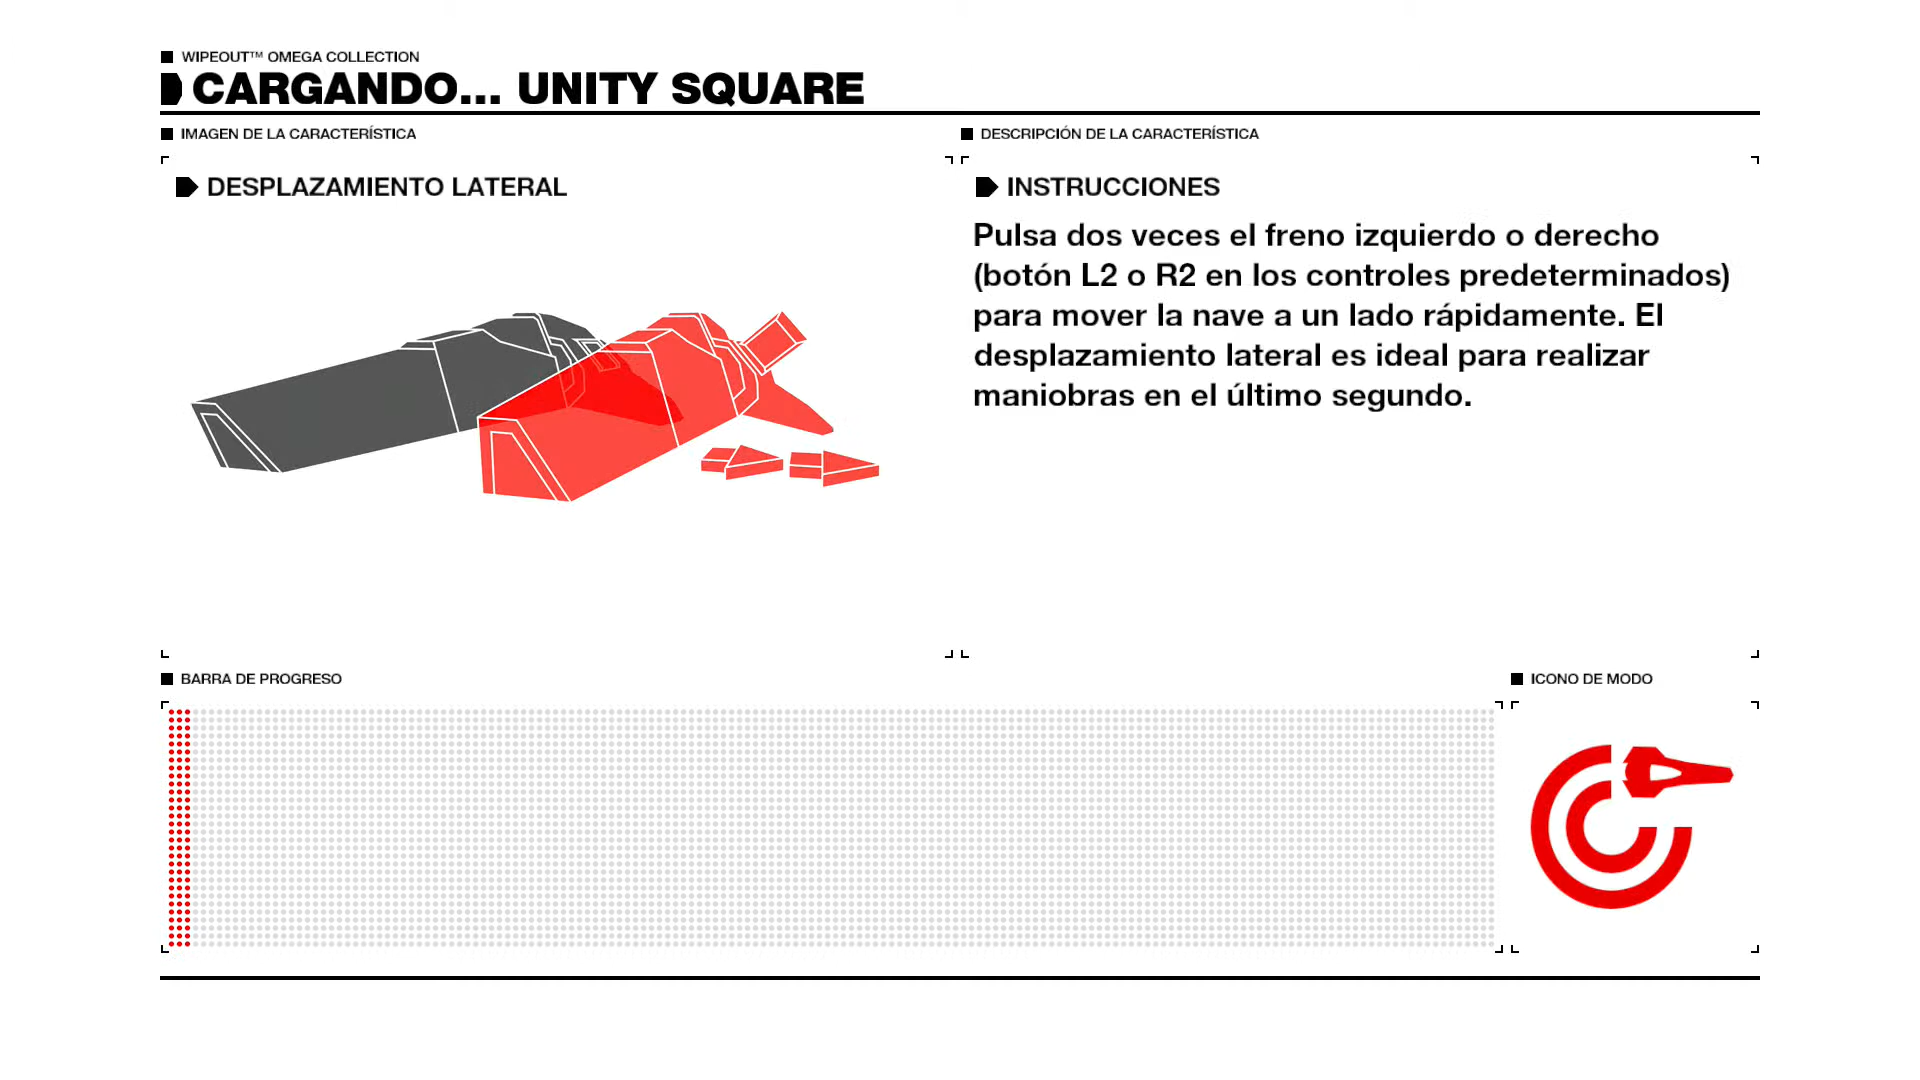 WIPEOUT™ OMEGA COLLECTION
CARGANDO... UNITY SQUARE
IMAGEN DE LA CARACTERÍSTICA
DESPLAZAMIENTO LATERAL
DESCRIPCIÓN DE LA CARACTERÍSTICA
INSTRUCCIONES
Pulsa dos veces el freno izquierdo o derecho
(botón L2 o R2 en los controles predeterminados)
para mover la nave a un lado rápidamente. El
desplazamiento lateral es ideal para realizar
maniobras en el último segundo.
BARRA DE PROGRESO
ICONO DE MODO